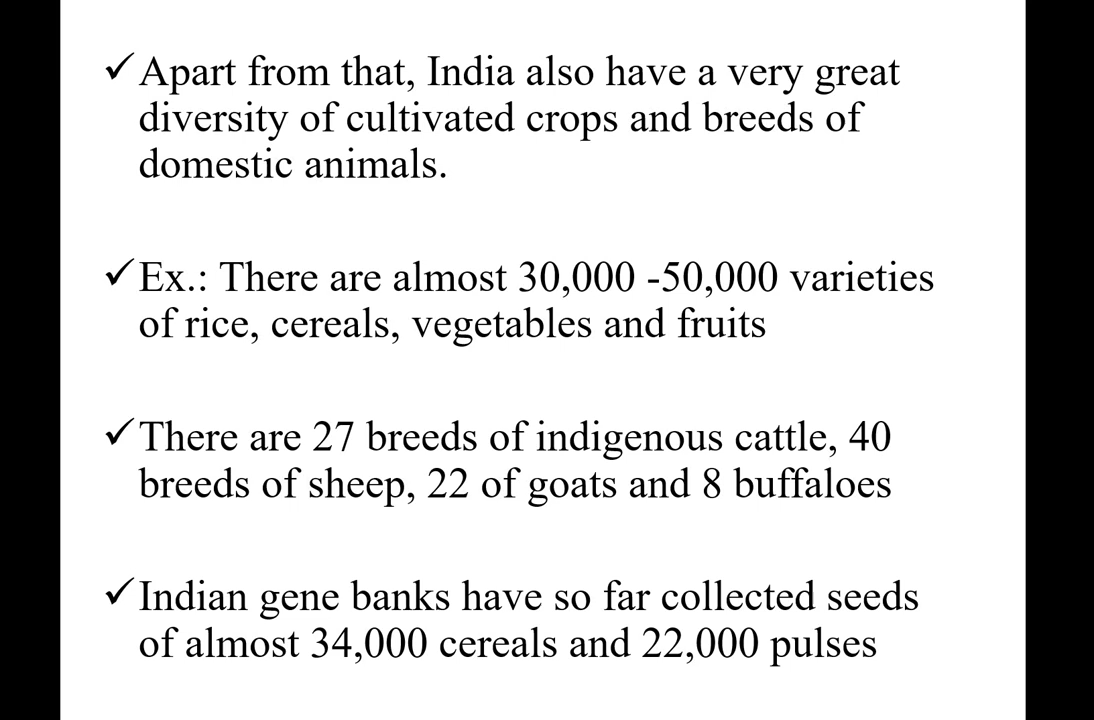 ✓Apart from that, India also have a very great
diversity of cultivated crops and breeds of
domestic animals.
✓Ex.: There are almost 30,000 -50,000 varieties
of rice, cereals, vegetables and fruits
✓There are 27 breeds of indigenous cattle, 40
breeds of sheep, 22 of goats and 8 buffaloes
✓Indian gene banks have so far collected seeds
of almost 34,000 cereals and 22,000 pulses